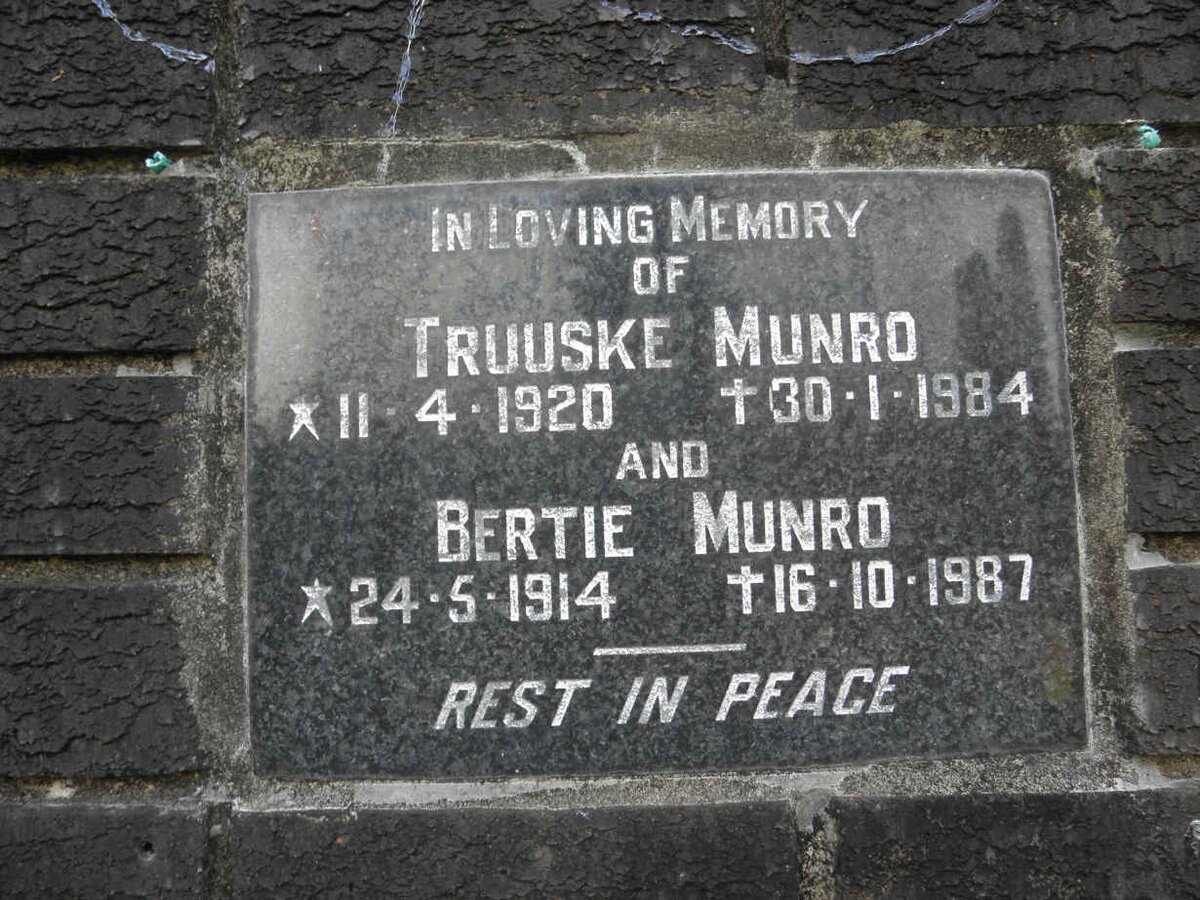 IN LOVING MEMORY
OF
TRUUSKE MUNRO
★11·4·1920 ✝30·1·1984
AND
BERTIE MUNRO
★24·5·1914 ✝16·10·1987
REST IN PEACE